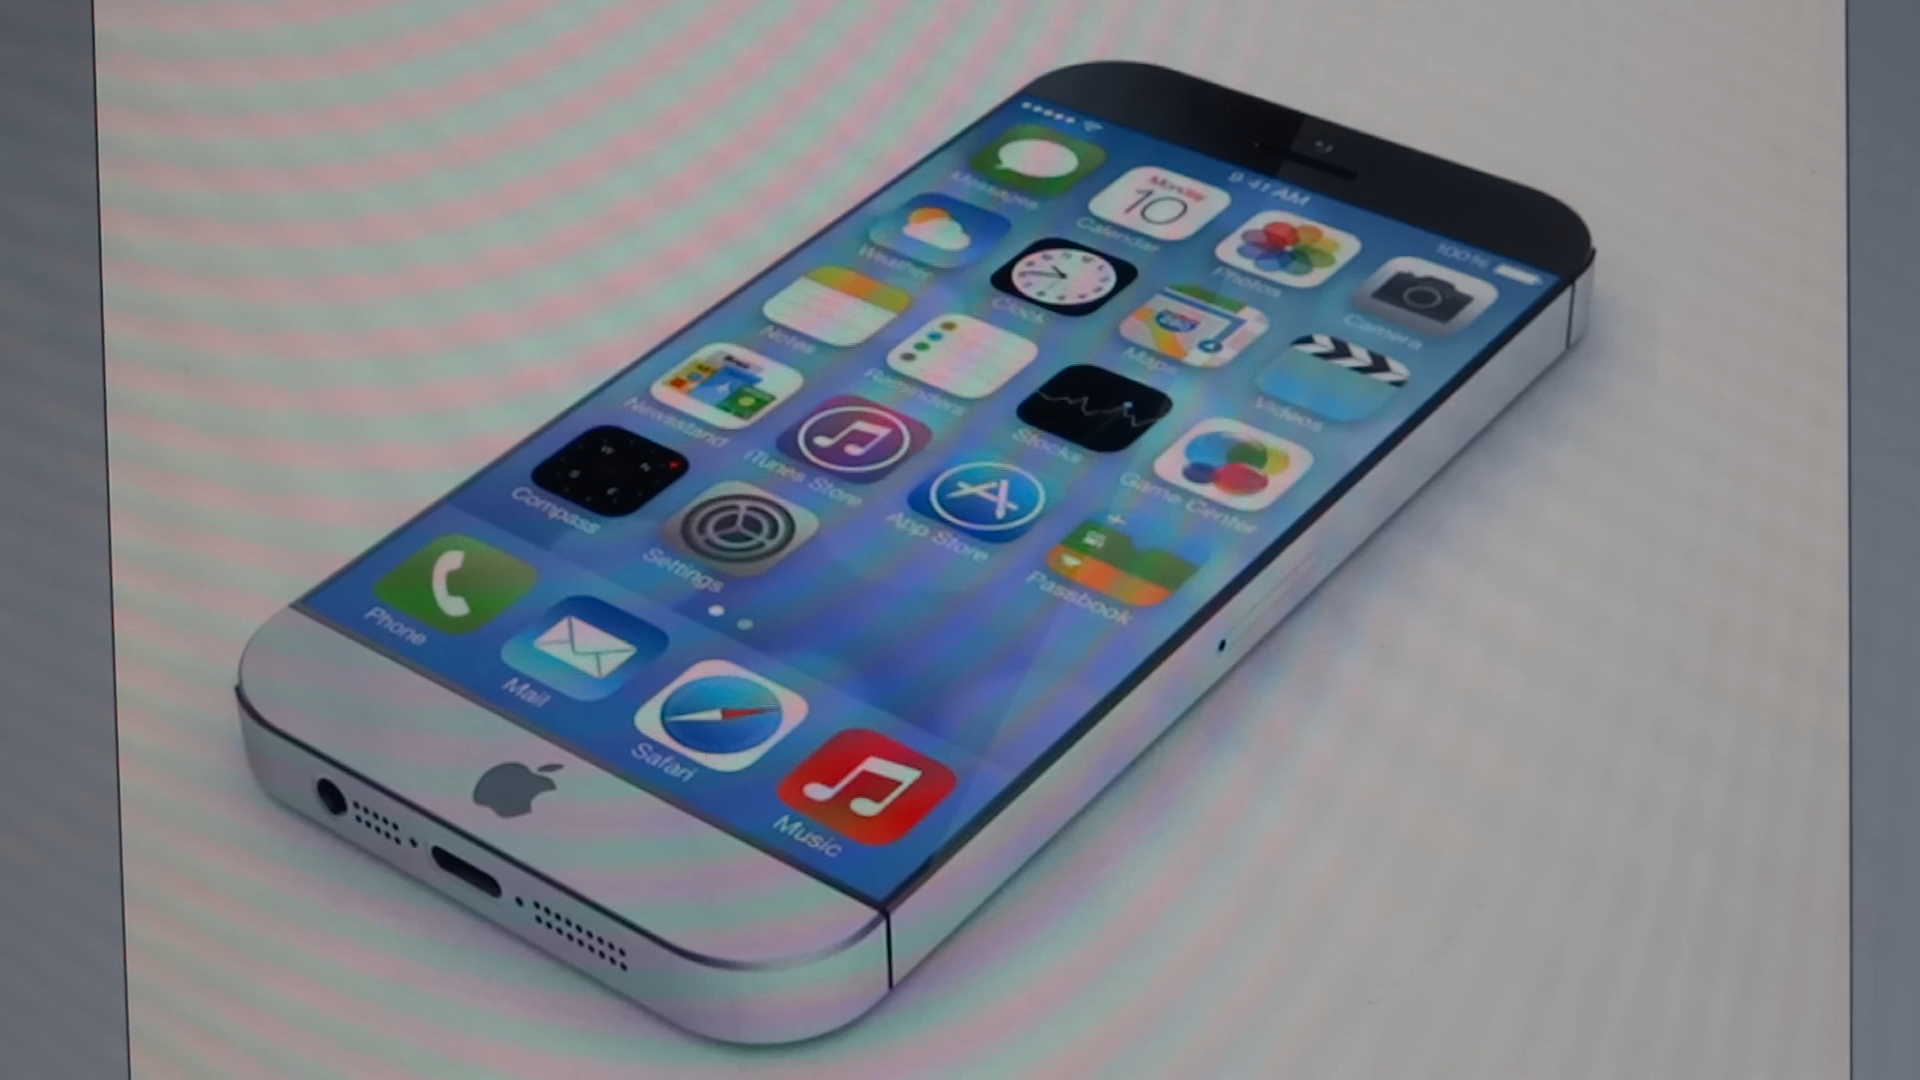 9:41 AM
100%
Messages
Monday
10
Calendar
Photos
Camera
Weather
Clock
Maps
Videos
Notes
Reminders
Stocks
Game Center
Newsstand
iTunes Store
App Store
Passbook
Compass
Settings
Phone
Mail
Safari
Music